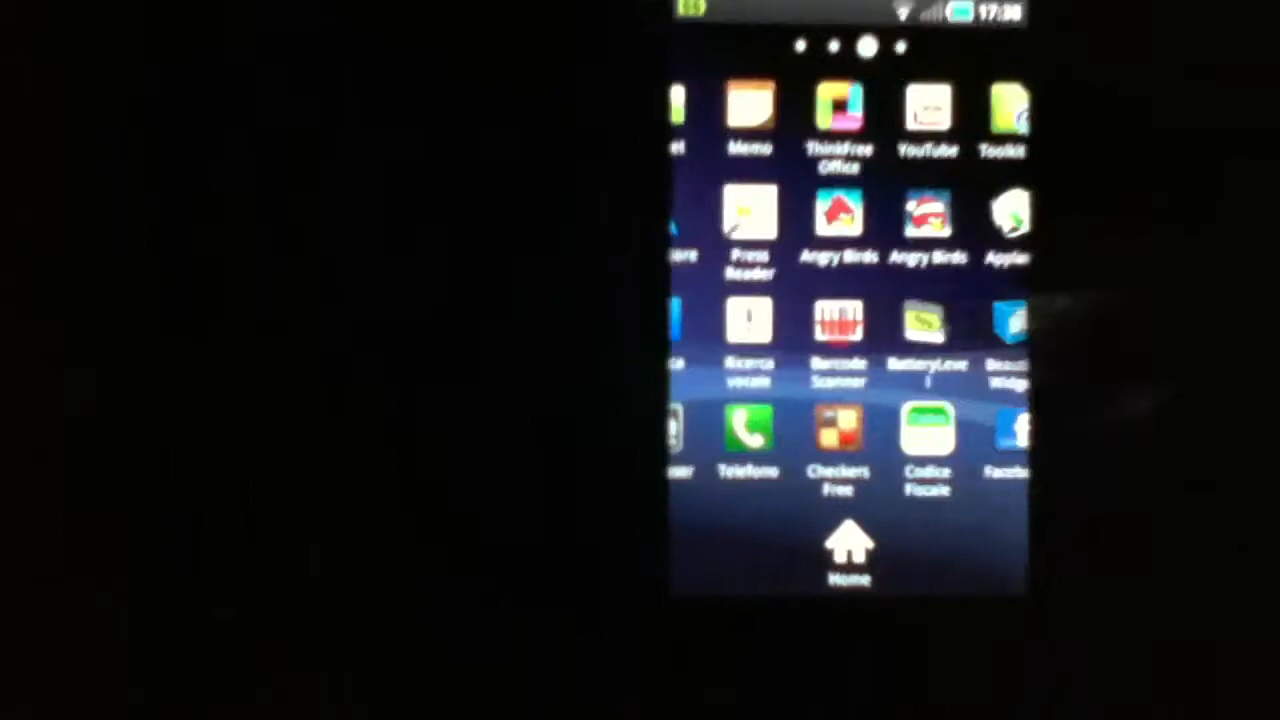 17:38
Memo ThinkFree YouTube Toolkit
Office
Press Angry Birds Angry Birds
Reader
Ricerca Barcode BatteryLeve
vocale Scanner l
Telefono Checkers Codice
Free Fiscale
Home